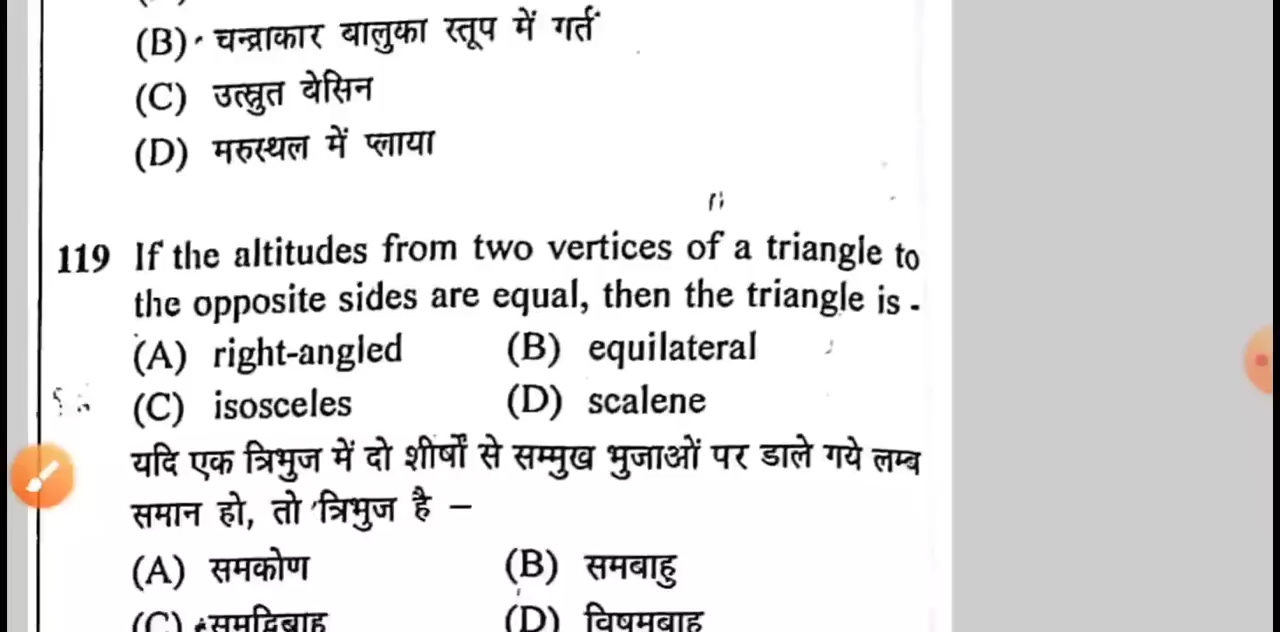 (B) चन्द्राकार बालुका स्तूप में गर्त
(C) उत्स्रुत बेसिन
(D) मरुस्थल में प्लाया
119 If the altitudes from two vertices of a triangle to
the opposite sides are equal, then the triangle is -
(A) right-angled (B) equilateral
(C) isosceles (D) scalene
यदि एक त्रिभुज में दो शीर्षों से सम्मुख भुजाओं पर डाले गये लम्ब
समान हो, तो त्रिभुज है –
(A) समकोण (B) समबाहु
(C) समद्विबाहु (D) विषमबाहु